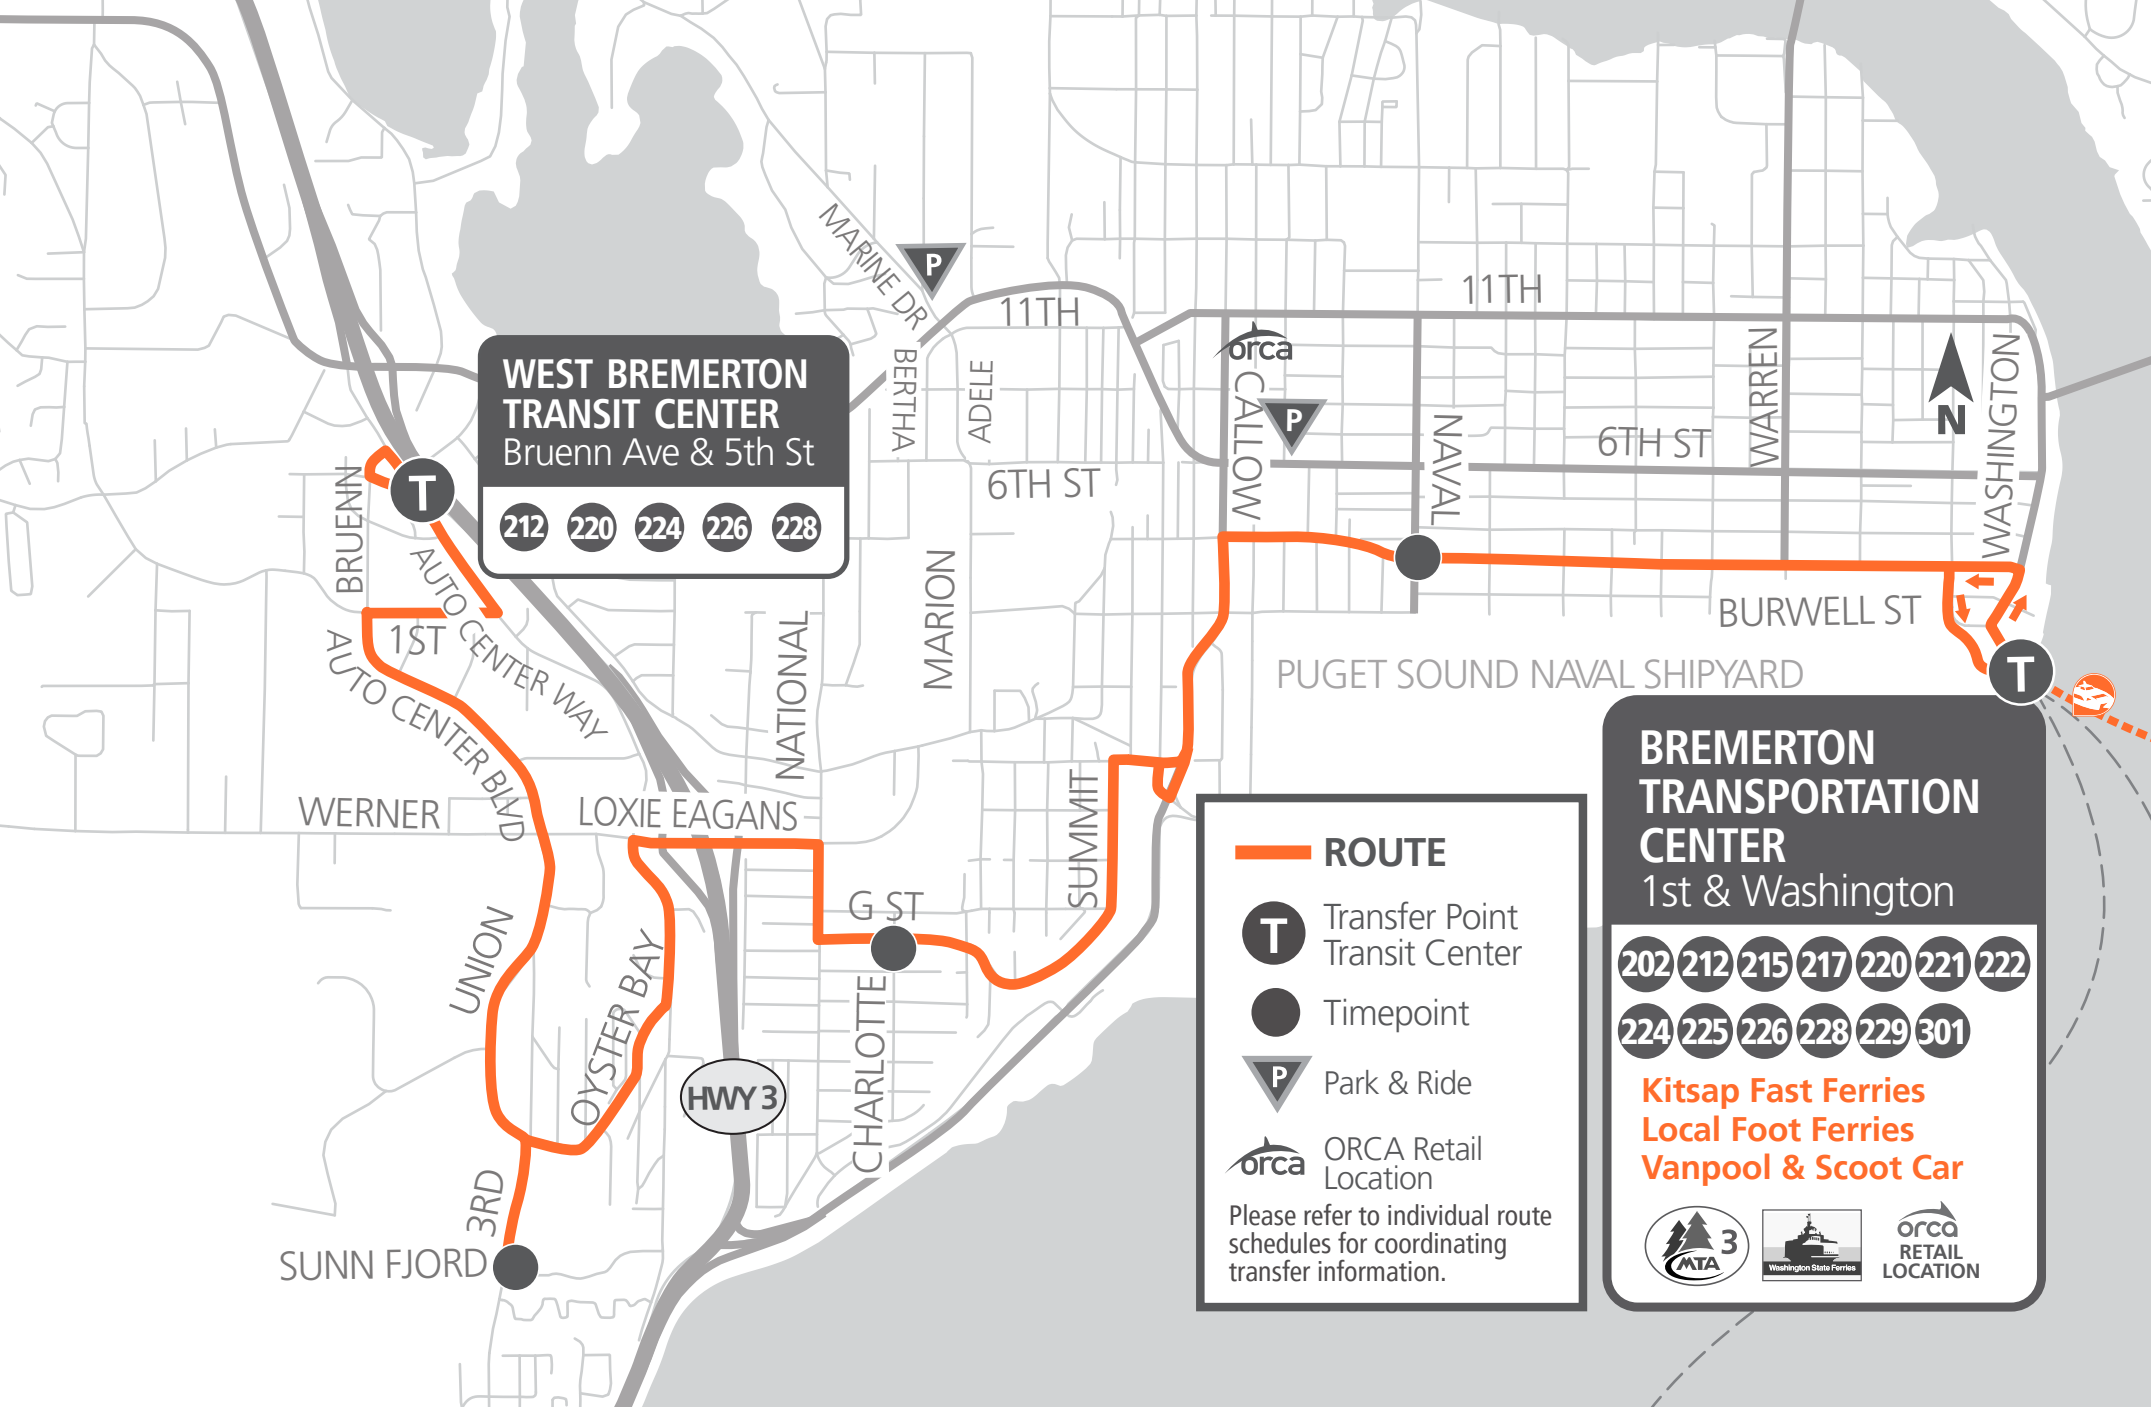 MARINE DR
P
11TH
11TH
orca
WEST BREMERTON
TRANSIT CENTER
Bruenn Ave & 5th St
212 220 224 226 228
BERTHA
ADELE
CALLOW
P
NAVAL
6TH ST
WARREN
N
WASHINGTON
6TH ST
T
BRUENN
AUTO CENTER WAY
1ST
AUTO CENTER BLVD
MARION
NATIONAL
BURWELL ST
PUGET SOUND NAVAL SHIPYARD
T
WERNER
LOXIE EAGANS
SUMMIT
G ST
UNION
OYSTER BAY
CHARLOTTE
HWY 3
3RD
SUNN FJORD
ROUTE
T
Transfer Point
Transit Center
Timepoint
P
Park & Ride
orca
ORCA Retail
Location
Please refer to individual route
schedules for coordinating
transfer information.
BREMERTON
TRANSPORTATION
CENTER
1st & Washington
202 212 215 217 220 221 222
224 225 226 228 229 301
Kitsap Fast Ferries
Local Foot Ferries
Vanpool & Scoot Car
MTA 3
Washington State Ferries
orca
RETAIL
LOCATION